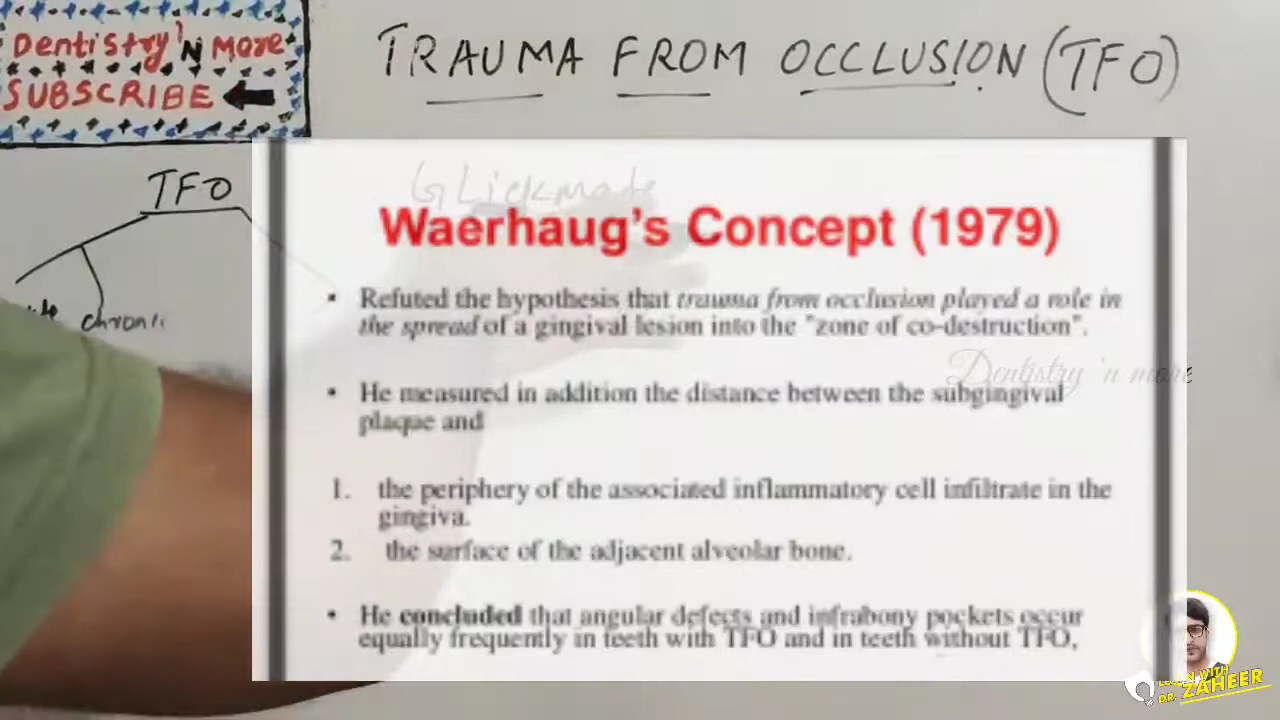 Dentistry 'N more
SUBSCRIBE
TRAUMA FROM OCCLUSION (TFO)
TFO
Waerhaug's Concept (1979)
• Refuted the hypothesis that trauma from occlusion played a role in
the spread of a gingival lesion into the "zone of co-destruction".
Dentistry 'n more
• He measured in addition the distance between the subgingival
plaque and
1. the periphery of the associated inflammatory cell infiltrate in the
gingiva.
2. the surface of the adjacent alveolar bone.
• He concluded that angular defects and infrabony pockets occur
equally frequently in teeth with TFO and in teeth without TFO,
WITH
DR. ZAHEER